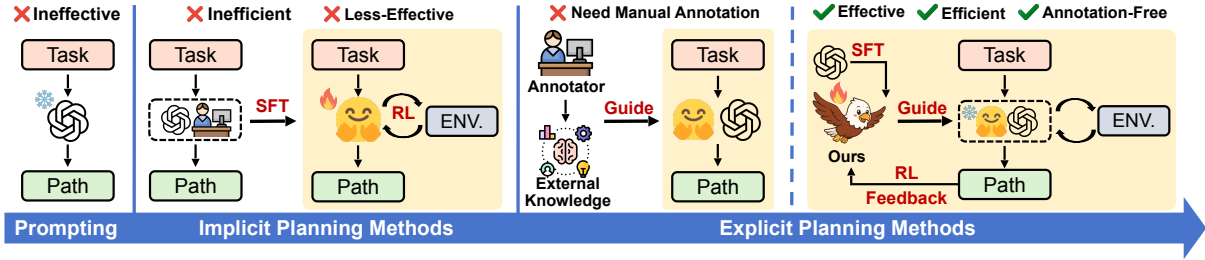 Ineffective
Task
Path
Prompting
Inefficient
Task
Path
SFT
Less-Effective
Task
RL
ENV.
Path
Implicit Planning Methods
Need Manual Annotation
Annotator
External
Knowledge
Guide
Task
Path
Effective
Efficient
Annotation-Free
SFT
Ours
Guide
Task
ENV.
Path
RL
Feedback
Explicit Planning Methods